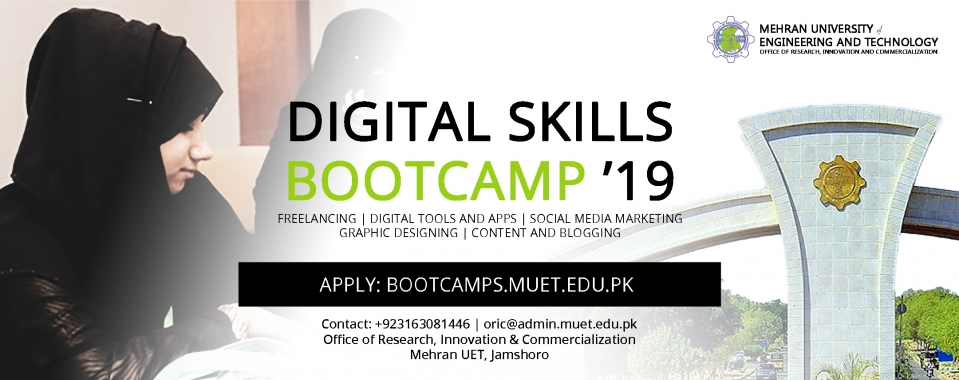 MEHRAN UNIVERSITY of
ENGINEERING AND TECHNOLOGY
OFFICE OF RESEARCH, INNOVATION AND COMMERCIALIZATION
DIGITAL SKILLS
BOOTCAMP ’19
FREELANCING | DIGITAL TOOLS AND APPS | SOCIAL MEDIA MARKETING
GRAPHIC DESIGNING | CONTENT AND BLOGGING
APPLY: BOOTCAMPS.MUET.EDU.PK
Contact: +923163081446 | oric@admin.muet.edu.pk
Office of Research, Innovation & Commercialization
Mehran UET, Jamshoro